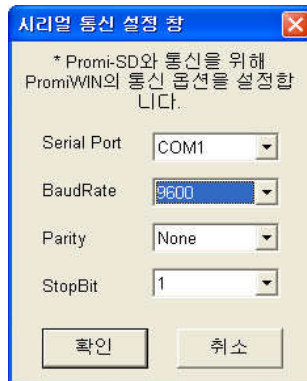 시리얼 통신 설정 창
* Promi-SD와 통신을 위해
PromiWIN의 통신 옵션을 설정합
니다.
Serial Port COM1
BaudRate 9600
Parity None
StopBit 1
확인 취소